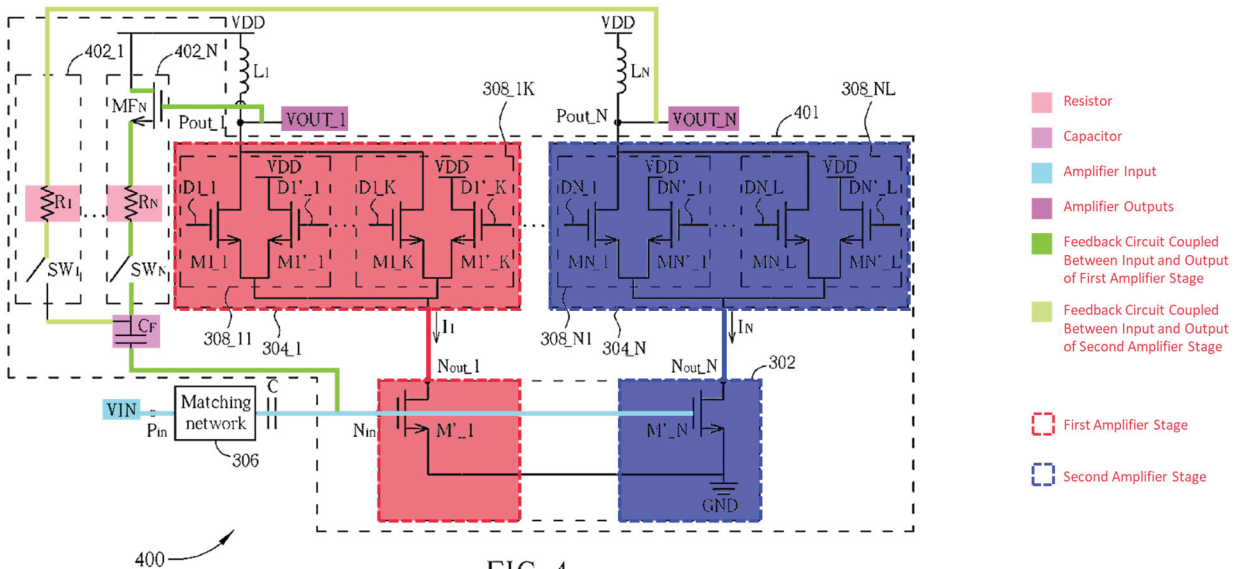 VDD
VDD
402_1
402_N
L1
LN
308_1K
308_NL
MFN
Pout_1
VOUT_1
Pout_N
VOUT_N
401
VDD
VDD
VDD
VDD
D1_1
D1'_1
D1_K
D1'_K
DN_1
DN'_1
DN_L
DN'_L
R1
RN
M1_1
M1'_1
M1_K
M1'_K
MN_1
MN'_1
MN_L
MN'_L
SW1
SWN
CF
308_11
304_1
I1
308_N1
304_N
IN
Nout_1
Nout_N
302
C
VIN
Pin
Matching
network
Nin
M'_1
M'_N
306
GND
400
FIG. 4
Resistor
Capacitor
Amplifier Input
Amplifier Outputs
Feedback Circuit Coupled
Between Input and Output
of First Amplifier Stage
Feedback Circuit Coupled
Between Input and Output
of Second Amplifier Stage
First Amplifier Stage
Second Amplifier Stage